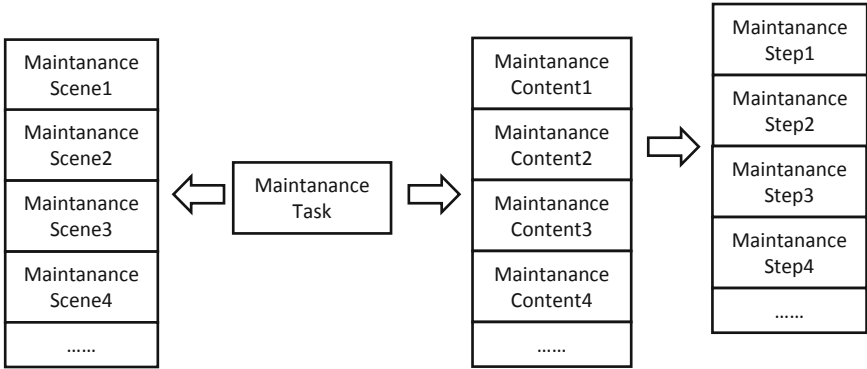 Maintanance
Scene1
Maintanance
Scene2
Maintanance
Scene3
Maintanance
Scene4
......
Maintanance
Task
Maintanance
Content1
Maintanance
Content2
Maintanance
Content3
Maintanance
Content4
......
Maintanance
Step1
Maintanance
Step2
Maintanance
Step3
Maintanance
Step4
......